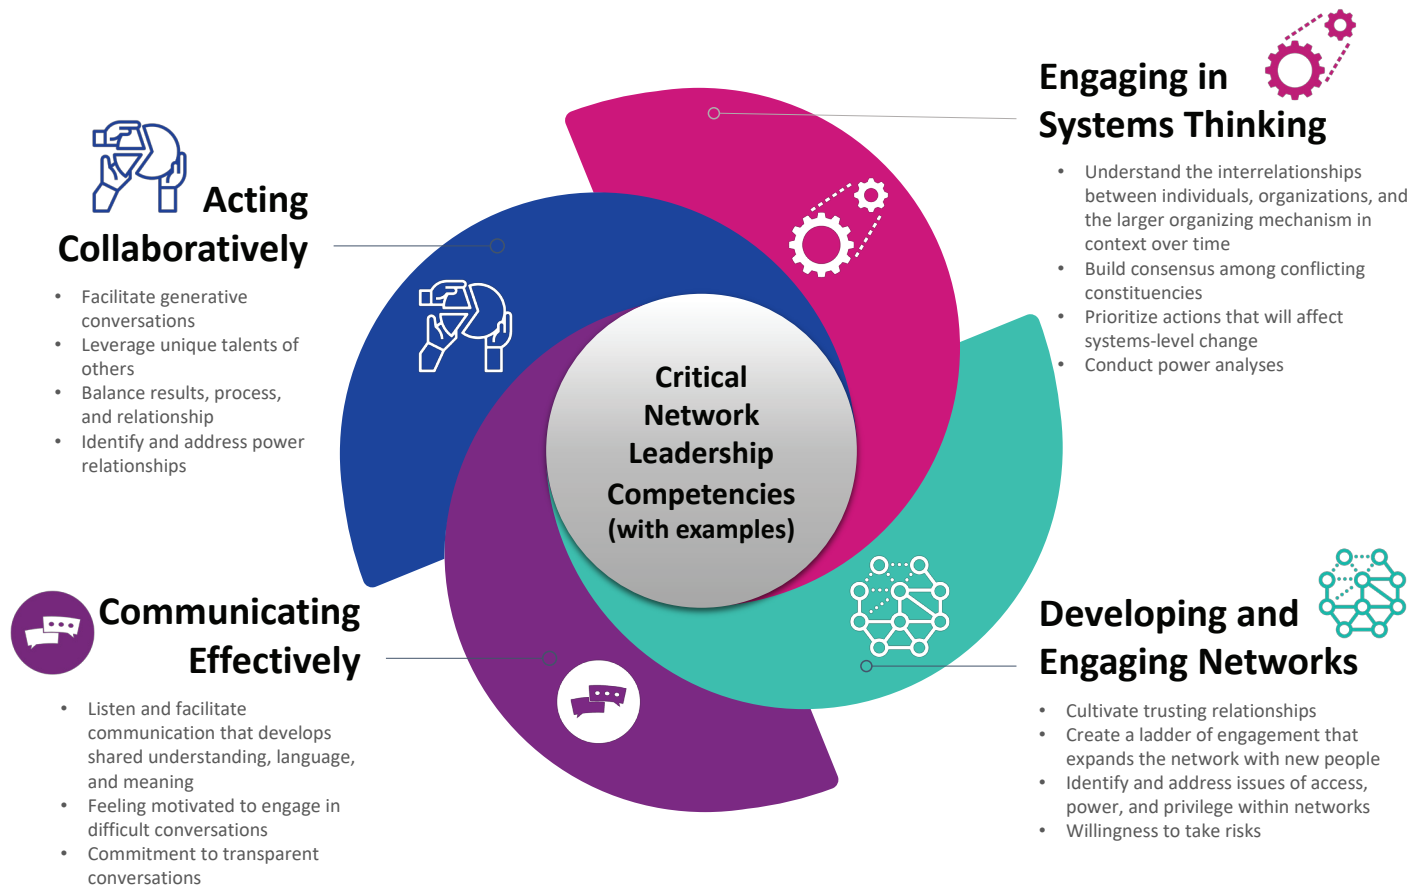 Engaging in
Systems Thinking
• Understand the interrelationships
between individuals, organizations, and
the larger organizing mechanism in
context over time
• Build consensus among conflicting
constituencies
• Prioritize actions that will affect
systems-level change
• Conduct power analyses
Acting
Collaboratively
• Facilitate generative
conversations
• Leverage unique talents of
others
• Balance results, process,
and relationship
• Identify and address power
relationships
Critical
Network
Leadership
Competencies
(with examples)
Communicating
Effectively
• Listen and facilitate
communication that develops
shared understanding, language,
and meaning
• Feeling motivated to engage in
difficult conversations
• Commitment to transparent
conversations
Developing and
Engaging Networks
• Cultivate trusting relationships
• Create a ladder of engagement that
expands the network with new people
• Identify and address issues of access,
power, and privilege within networks
• Willingness to take risks